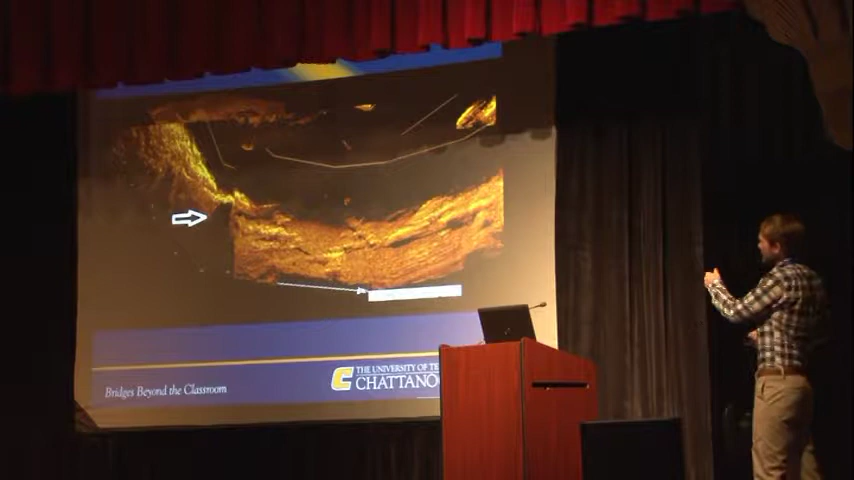 Bridges Beyond the Classroom
C
THE UNIVERSITY OF TE
CHATTANO